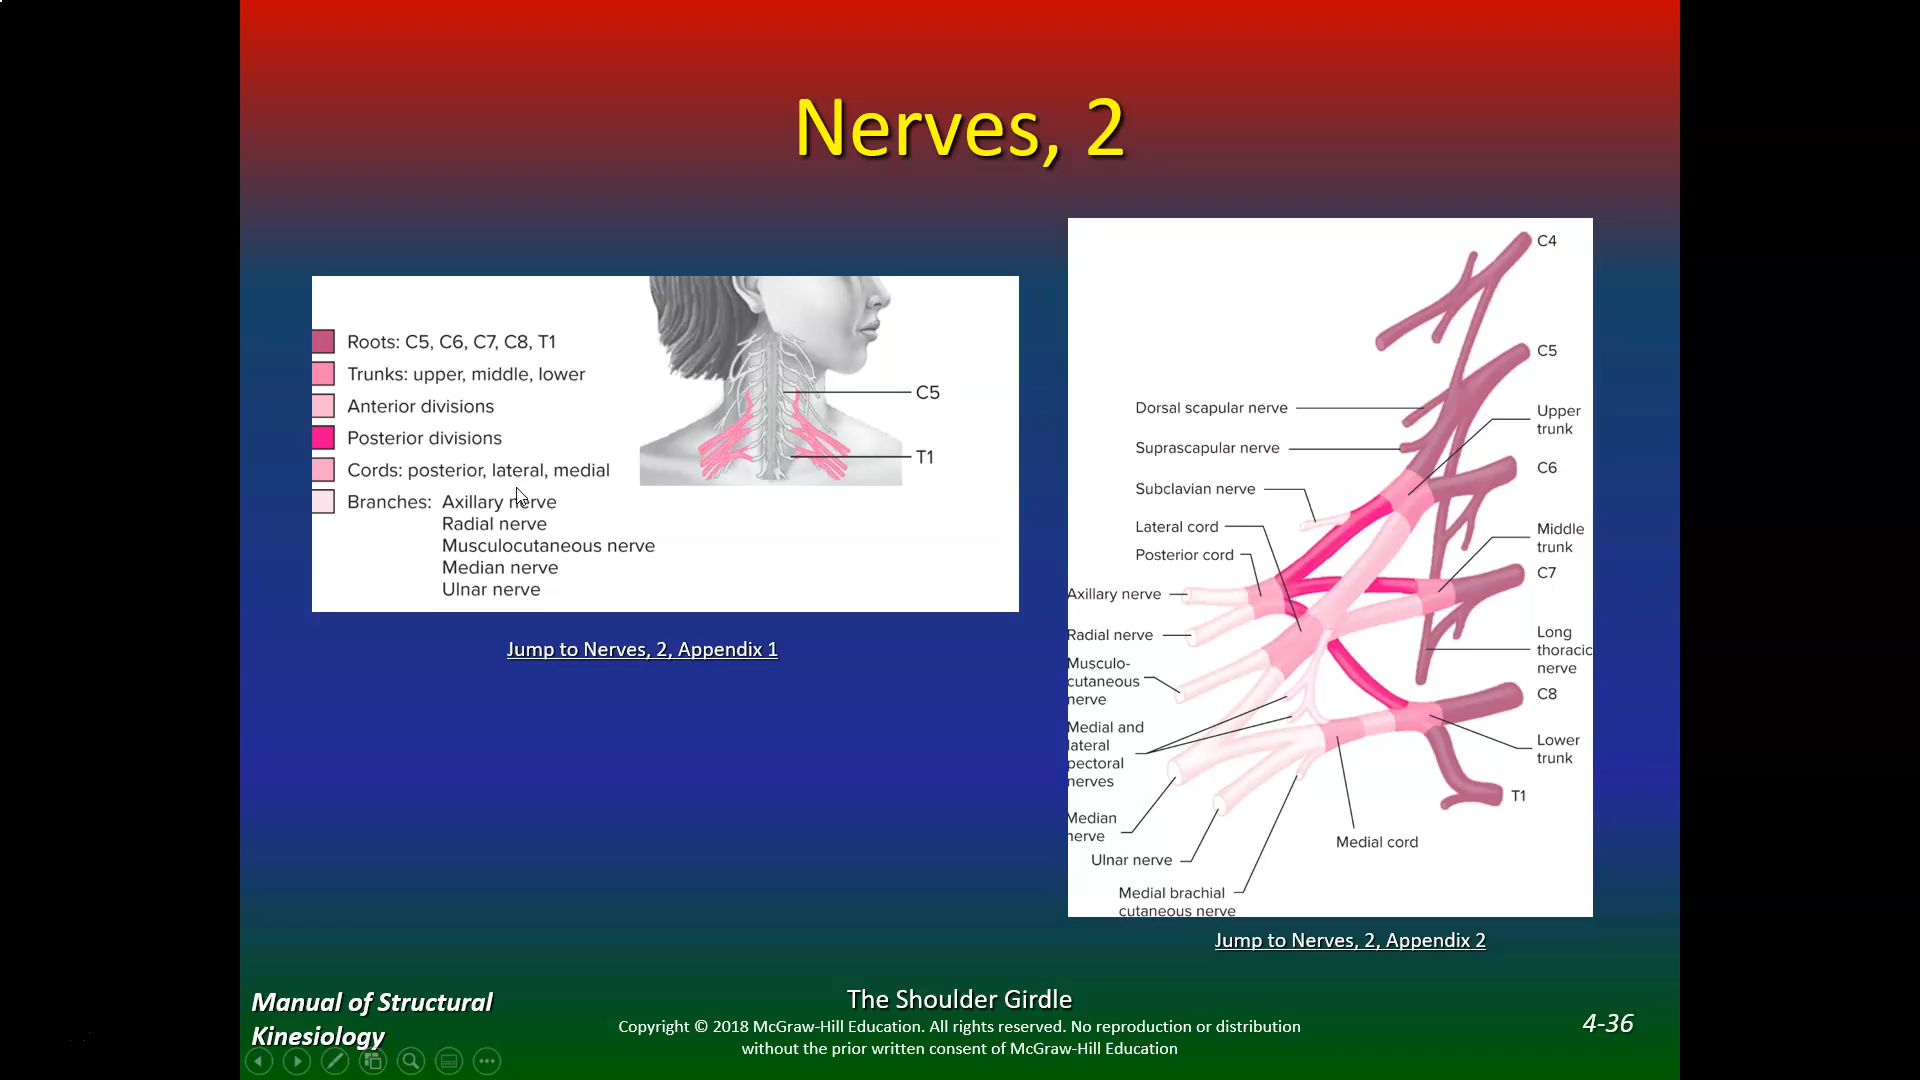 Nerves, 2
Roots: C5, C6, C7, C8, T1
Trunks: upper, middle, lower
Anterior divisions
Posterior divisions
Cords: posterior, lateral, medial
Branches: Axillary nerve
Radial nerve
Musculocutaneous nerve
Median nerve
Ulnar nerve
C5
T1
Jump to Nerves, 2, Appendix 1
C4
C5
Dorsal scapular nerve
Upper
trunk
Suprascapular nerve
C6
Subclavian nerve
Lateral cord
Middle
trunk
Posterior cord
C7
Axillary nerve
Radial nerve
Long
thoracic
nerve
Musculo-
cutaneous
nerve
C8
Medial and
lateral
pectoral
nerves
Lower
trunk
T1
Median
nerve
Medial cord
Ulnar nerve
Medial brachial
cutaneous nerve
Jump to Nerves, 2, Appendix 2
Manual of Structural
Kinesiology
The Shoulder Girdle
Copyright © 2018 McGraw-Hill Education. All rights reserved. No reproduction or distribution
without the prior written consent of McGraw-Hill Education
4-36